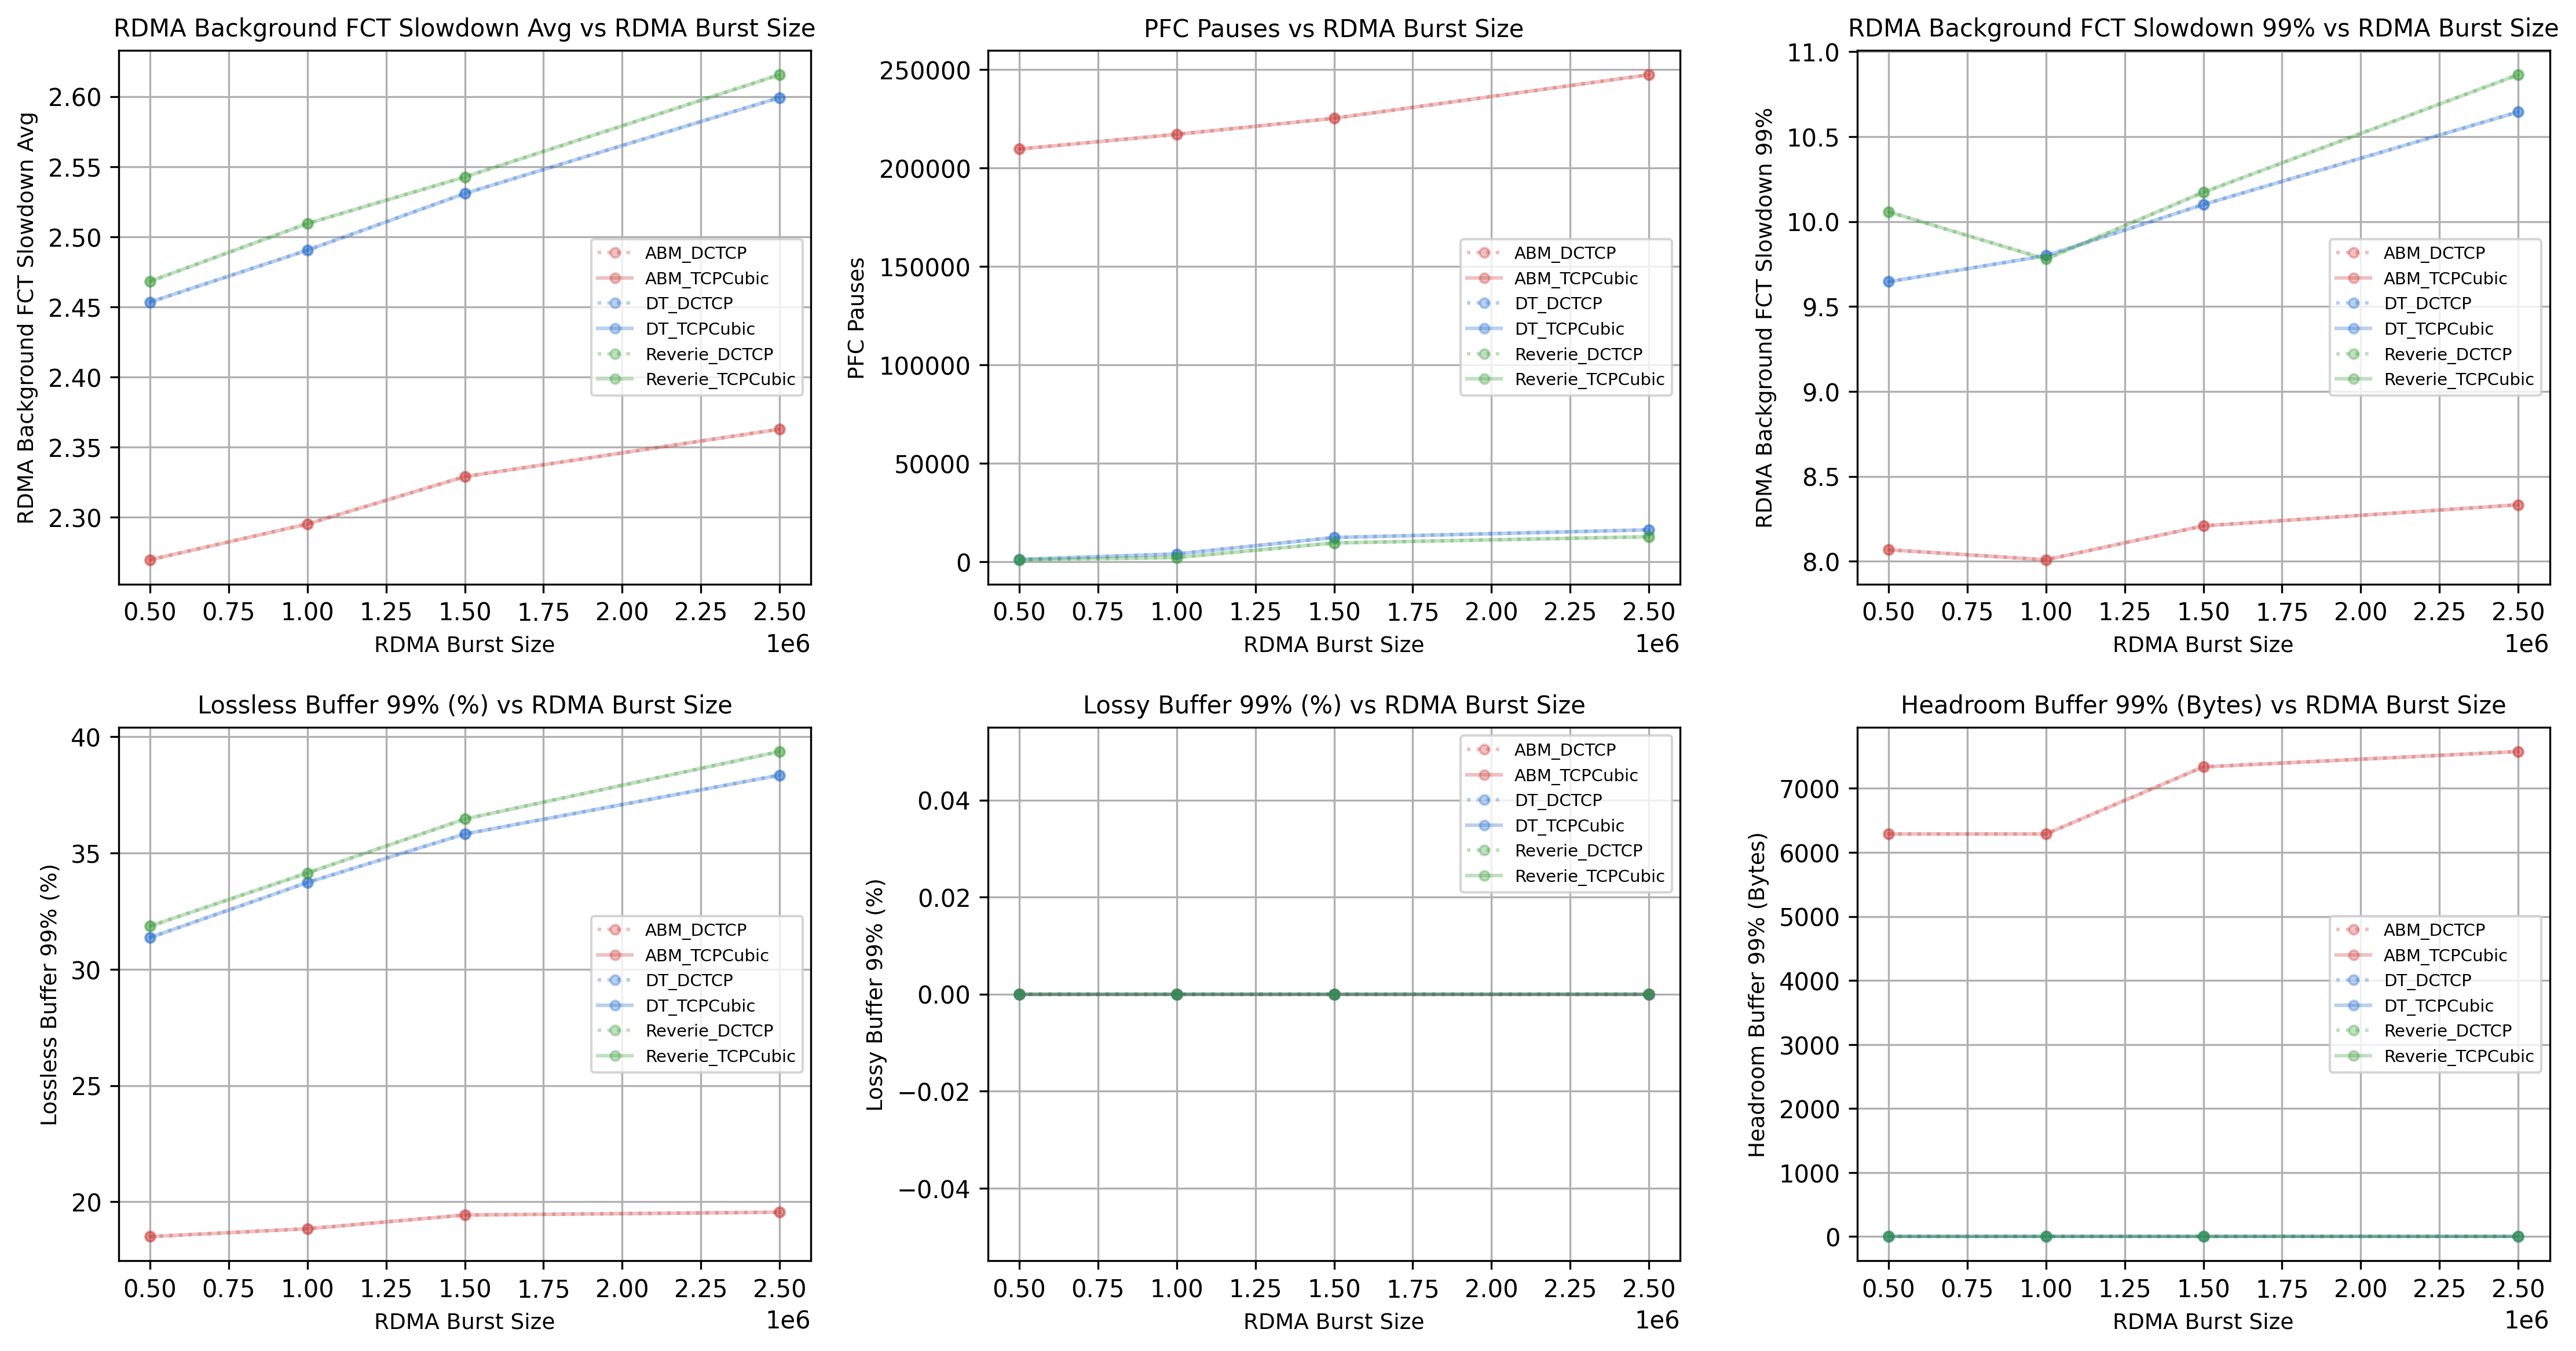 RDMA Background FCT Slowdown Avg vs RDMA Burst Size
RDMA Background FCT Slowdown Avg
2.60
2.55
2.50
2.45
2.40
2.35
2.30
ABM_DCTCP
ABM_TCPCubic
DT_DCTCP
DT_TCPCubic
Reverie_DCTCP
Reverie_TCPCubic
0.50 0.75 1.00 1.25 1.50 1.75 2.00 2.25 2.50
RDMA Burst Size
1e6
PFC Pauses vs RDMA Burst Size
PFC Pauses
250000
200000
150000
100000
50000
0
ABM_DCTCP
ABM_TCPCubic
DT_DCTCP
DT_TCPCubic
Reverie_DCTCP
Reverie_TCPCubic
0.50 0.75 1.00 1.25 1.50 1.75 2.00 2.25 2.50
RDMA Burst Size
1e6
RDMA Background FCT Slowdown 99% vs RDMA Burst Size
RDMA Background FCT Slowdown 99%
11.0
10.5
10.0
9.5
9.0
8.5
8.0
ABM_DCTCP
ABM_TCPCubic
DT_DCTCP
DT_TCPCubic
Reverie_DCTCP
Reverie_TCPCubic
0.50 0.75 1.00 1.25 1.50 1.75 2.00 2.25 2.50
RDMA Burst Size
1e6
Lossless Buffer 99% (%) vs RDMA Burst Size
Lossless Buffer 99% (%)
40
35
30
25
20
ABM_DCTCP
ABM_TCPCubic
DT_DCTCP
DT_TCPCubic
Reverie_DCTCP
Reverie_TCPCubic
0.50 0.75 1.00 1.25 1.50 1.75 2.00 2.25 2.50
RDMA Burst Size
1e6
Lossy Buffer 99% (%) vs RDMA Burst Size
Lossy Buffer 99% (%)
0.04
0.02
0.00
−0.02
−0.04
ABM_DCTCP
ABM_TCPCubic
DT_DCTCP
DT_TCPCubic
Reverie_DCTCP
Reverie_TCPCubic
0.50 0.75 1.00 1.25 1.50 1.75 2.00 2.25 2.50
RDMA Burst Size
1e6
Headroom Buffer 99% (Bytes) vs RDMA Burst Size
Headroom Buffer 99% (Bytes)
7000
6000
5000
4000
3000
2000
1000
0
ABM_DCTCP
ABM_TCPCubic
DT_DCTCP
DT_TCPCubic
Reverie_DCTCP
Reverie_TCPCubic
0.50 0.75 1.00 1.25 1.50 1.75 2.00 2.25 2.50
RDMA Burst Size
1e6